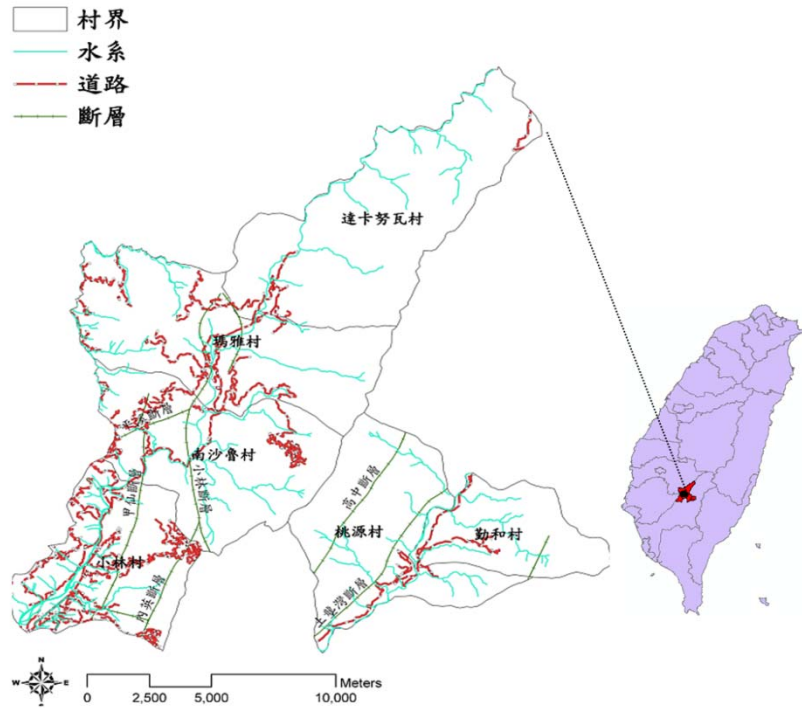 村界
水系
道路
斷層
達卡努瓦村
瑪雅村
南沙魯村
小林斷層
高中斷層
桃源村
勤和村
小林村
內英斷層
土壟灣斷層
N
W
E
S
Meters
0
2,500
5,000
10,000